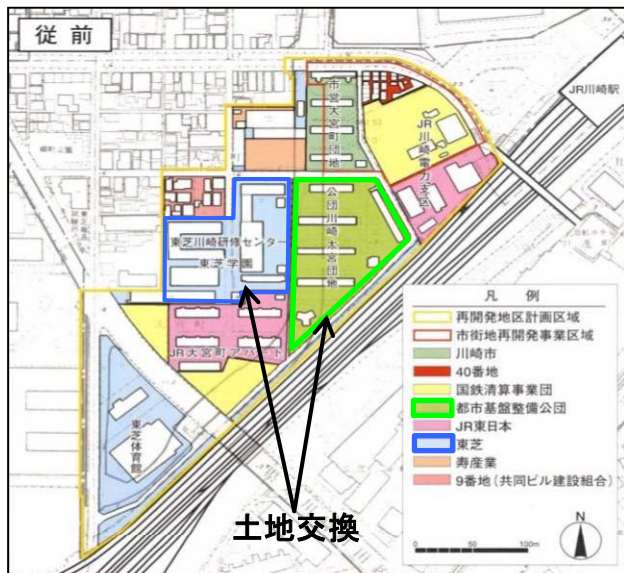 従前
JR川崎駅
市営大宮町団地
JR川崎電力支区
公団川崎大宮団地
東芝川崎研修センター
東芝学園
JR大宮町アパート
東芝体育館
土地交換
凡 例
再開発地区計画区域
市街地再開発事業区域
川崎市
40番地
国鉄清算事業団
都市基盤整備公団
JR東日本
東芝
寿産業
9番地(共同ビル建設組合)
0 50 100m
N